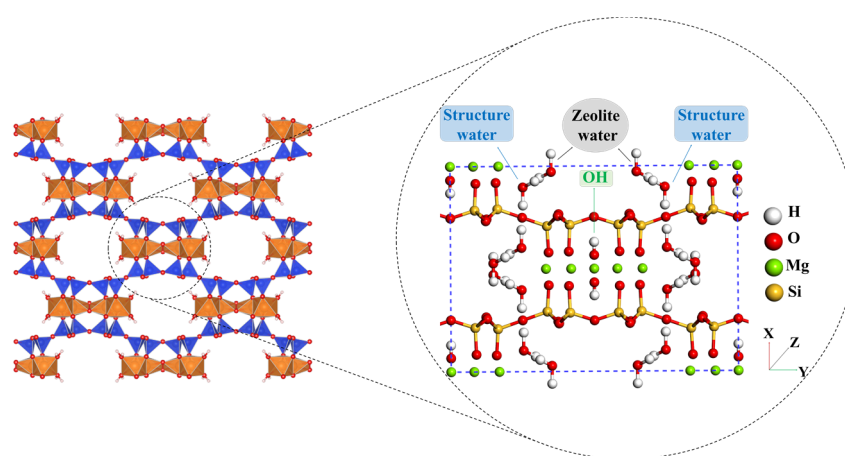 Structure
water
Zeolite
water
Structure
water
OH
H
O
Mg
Si
X
Z
Y